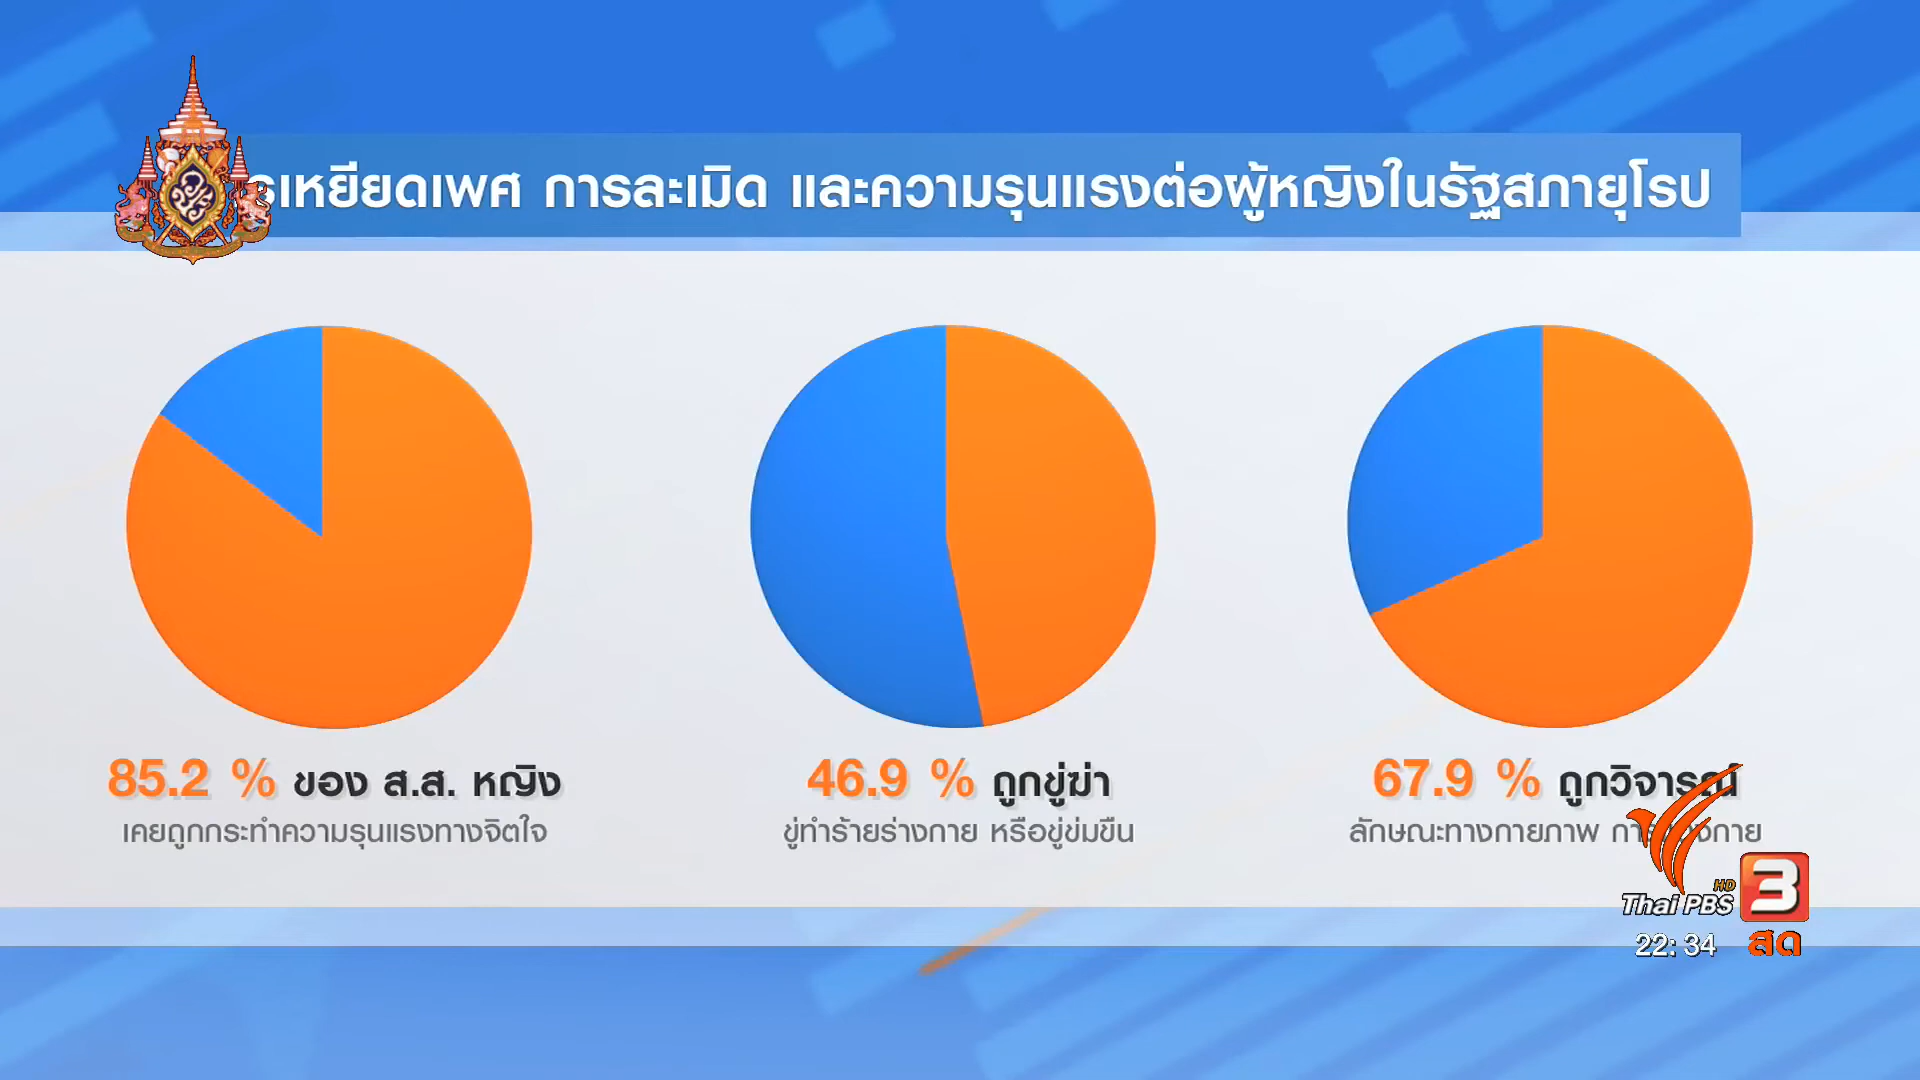 รเหยียดเพศ การละเมิด และความรุนแรงต่อผู้หญิงในรัฐสภายุโรป
85.2 % ของ ส.ส. หญิง
เคยถูกกระทำความรุนแรงทางจิตใจ
46.9 % ถูกขู่ฆ่า
ขู่ทำร้ายร่างกาย หรือขู่ข่มขืน
67.9 % ถูกวิจารณ์
ลักษณะทางกายภาพ
HD
Thai PBS 3
22:34 สด